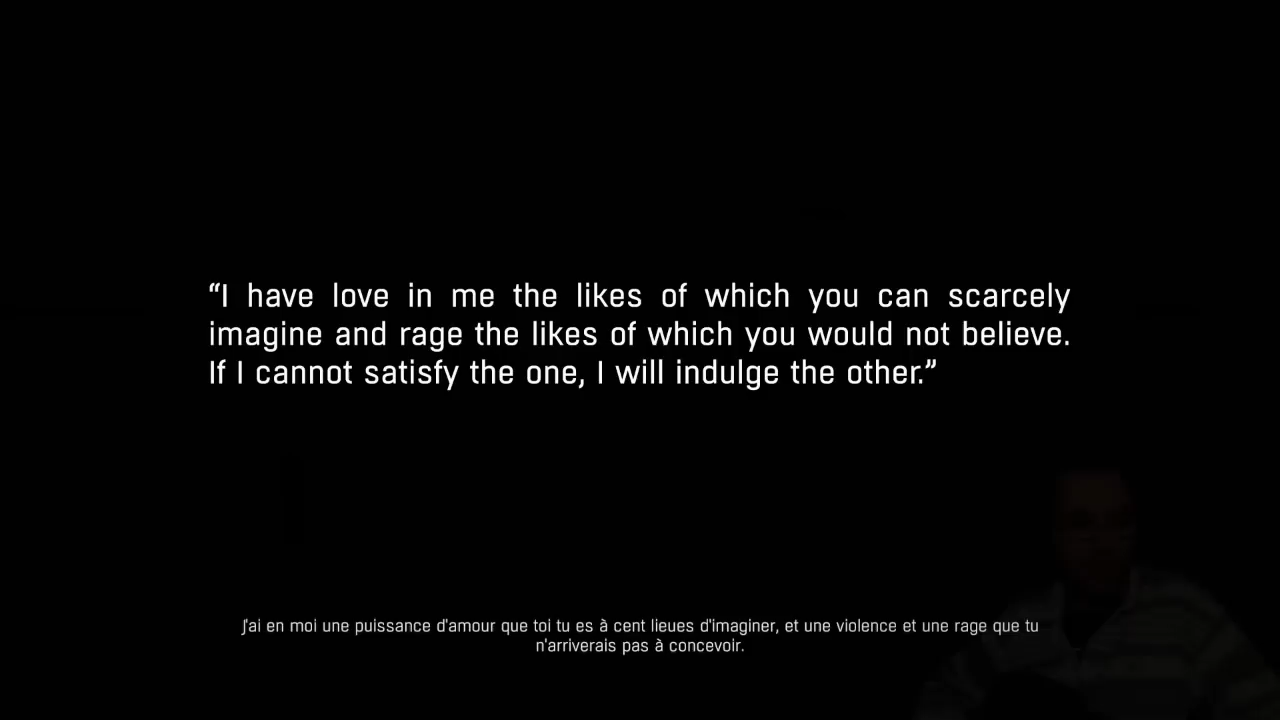 “I have love in me the likes of which you can scarcely
imagine and rage the likes of which you would not believe.
If I cannot satisfy the one, I will indulge the other.”
J'ai en moi une puissance d'amour que toi tu es à cent lieues d'imaginer, et une violence et une rage que tu
n'arriverais pas à concevoir.